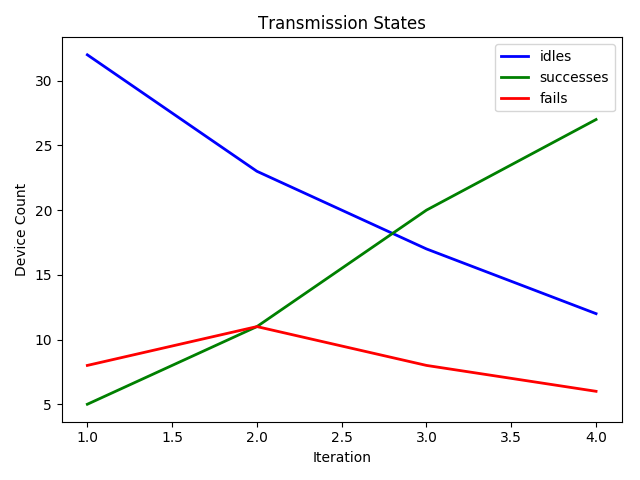 Transmission States
idles
successes
fails
Device Count
30
25
20
15
10
5
1.0 1.5 2.0 2.5 3.0 3.5 4.0
Iteration